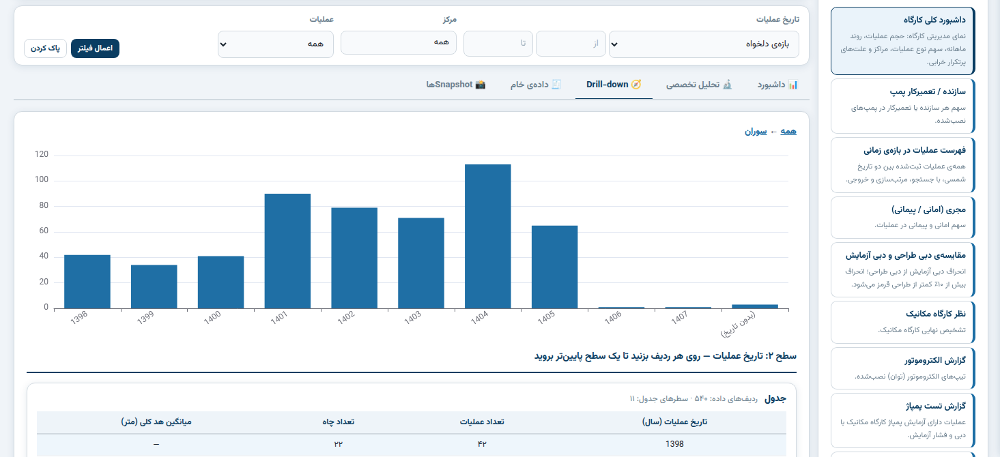 داشبورد کلی کارگاه
نمای مدیریتی کارگاه: حجم عملیات، روند
ماهانه، سهم نوع عملیات، مراکز و علت‌های
پرتکرار خرابی.
سازنده / تعمیرکار پمپ
سهم هر سازنده یا تعمیرکار در پمپ‌های
نصب‌شده.
فهرست عملیات در بازه‌ی زمانی
همه‌ی عملیات ثبت‌شده بین دو تاریخ
شمسی، با جستجو، مرتب‌سازی و خروجی.
مجری (امانی / پیمانی)
سهم امانی و پیمانی در عملیات.
مقایسه‌ی دبی طراحی و دبی آزمایش
انحراف دبی آزمایش از دبی طراحی؛ انحراف
بیش از ۱۰٪ کمتر از طراحی قرمز می‌شود.
نظر کارگاه مکانیک
تشخیص نهایی کارگاه مکانیک.
گزارش الکتروموتور
تیپ‌های الکتروموتور (توان) نصب‌شده.
گزارش تست پمپاژ
عملیات دارای آزمایش پمپاژ کارگاه مکانیک با
دبی و فشار آزمایش.
تاریخ عملیات
مرکز
عملیات
بازه‌ی دلخواه
از
تا
همه
همه
اعمال فیلتر
پاک کردن
داشبورد
تحلیل تخصصی
Drill-down
داده‌ی خام
Snapshotها
همه ← سوران
120
100
80
60
40
20
0
1398
1399
1400
1401
1402
1403
1404
1405
1406
1407
(بدون تاریخ)
سطح ۲: تاریخ عملیات — روی هر ردیف بزنید تا یک سطح پایین‌تر بروید
جدول ردیف‌های داده: ۵۴۰ · سطرهای جدول: ۱۱
تاریخ عملیات (سال) تعداد عملیات تعداد چاه میانگین هد کلی (متر)
1398 ۴۲ ۲۲ —